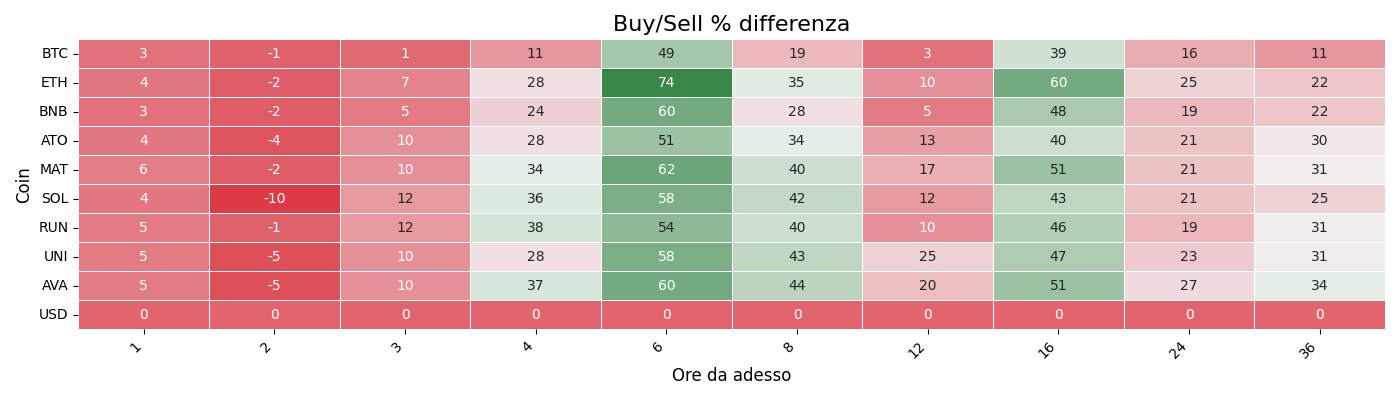 Buy/Sell % differenza
Coin
BTC 3 -1 1 11 49 19 3 39 16 11
ETH 4 -2 7 28 74 35 10 60 25 22
BNB 3 -2 5 24 60 28 5 48 19 22
ATO 4 -4 10 28 51 34 13 40 21 30
MAT 6 -2 10 34 62 40 17 51 21 31
SOL 4 -10 12 36 58 42 12 43 21 25
RUN 5 -1 12 38 54 40 10 46 19 31
UNI 5 -5 10 28 58 43 25 47 23 31
AVA 5 -5 10 37 60 44 20 51 27 34
USD 0 0 0 0 0 0 0 0 0 0
1 2 3 4 6 8 12 16 24 36
Ore da adesso